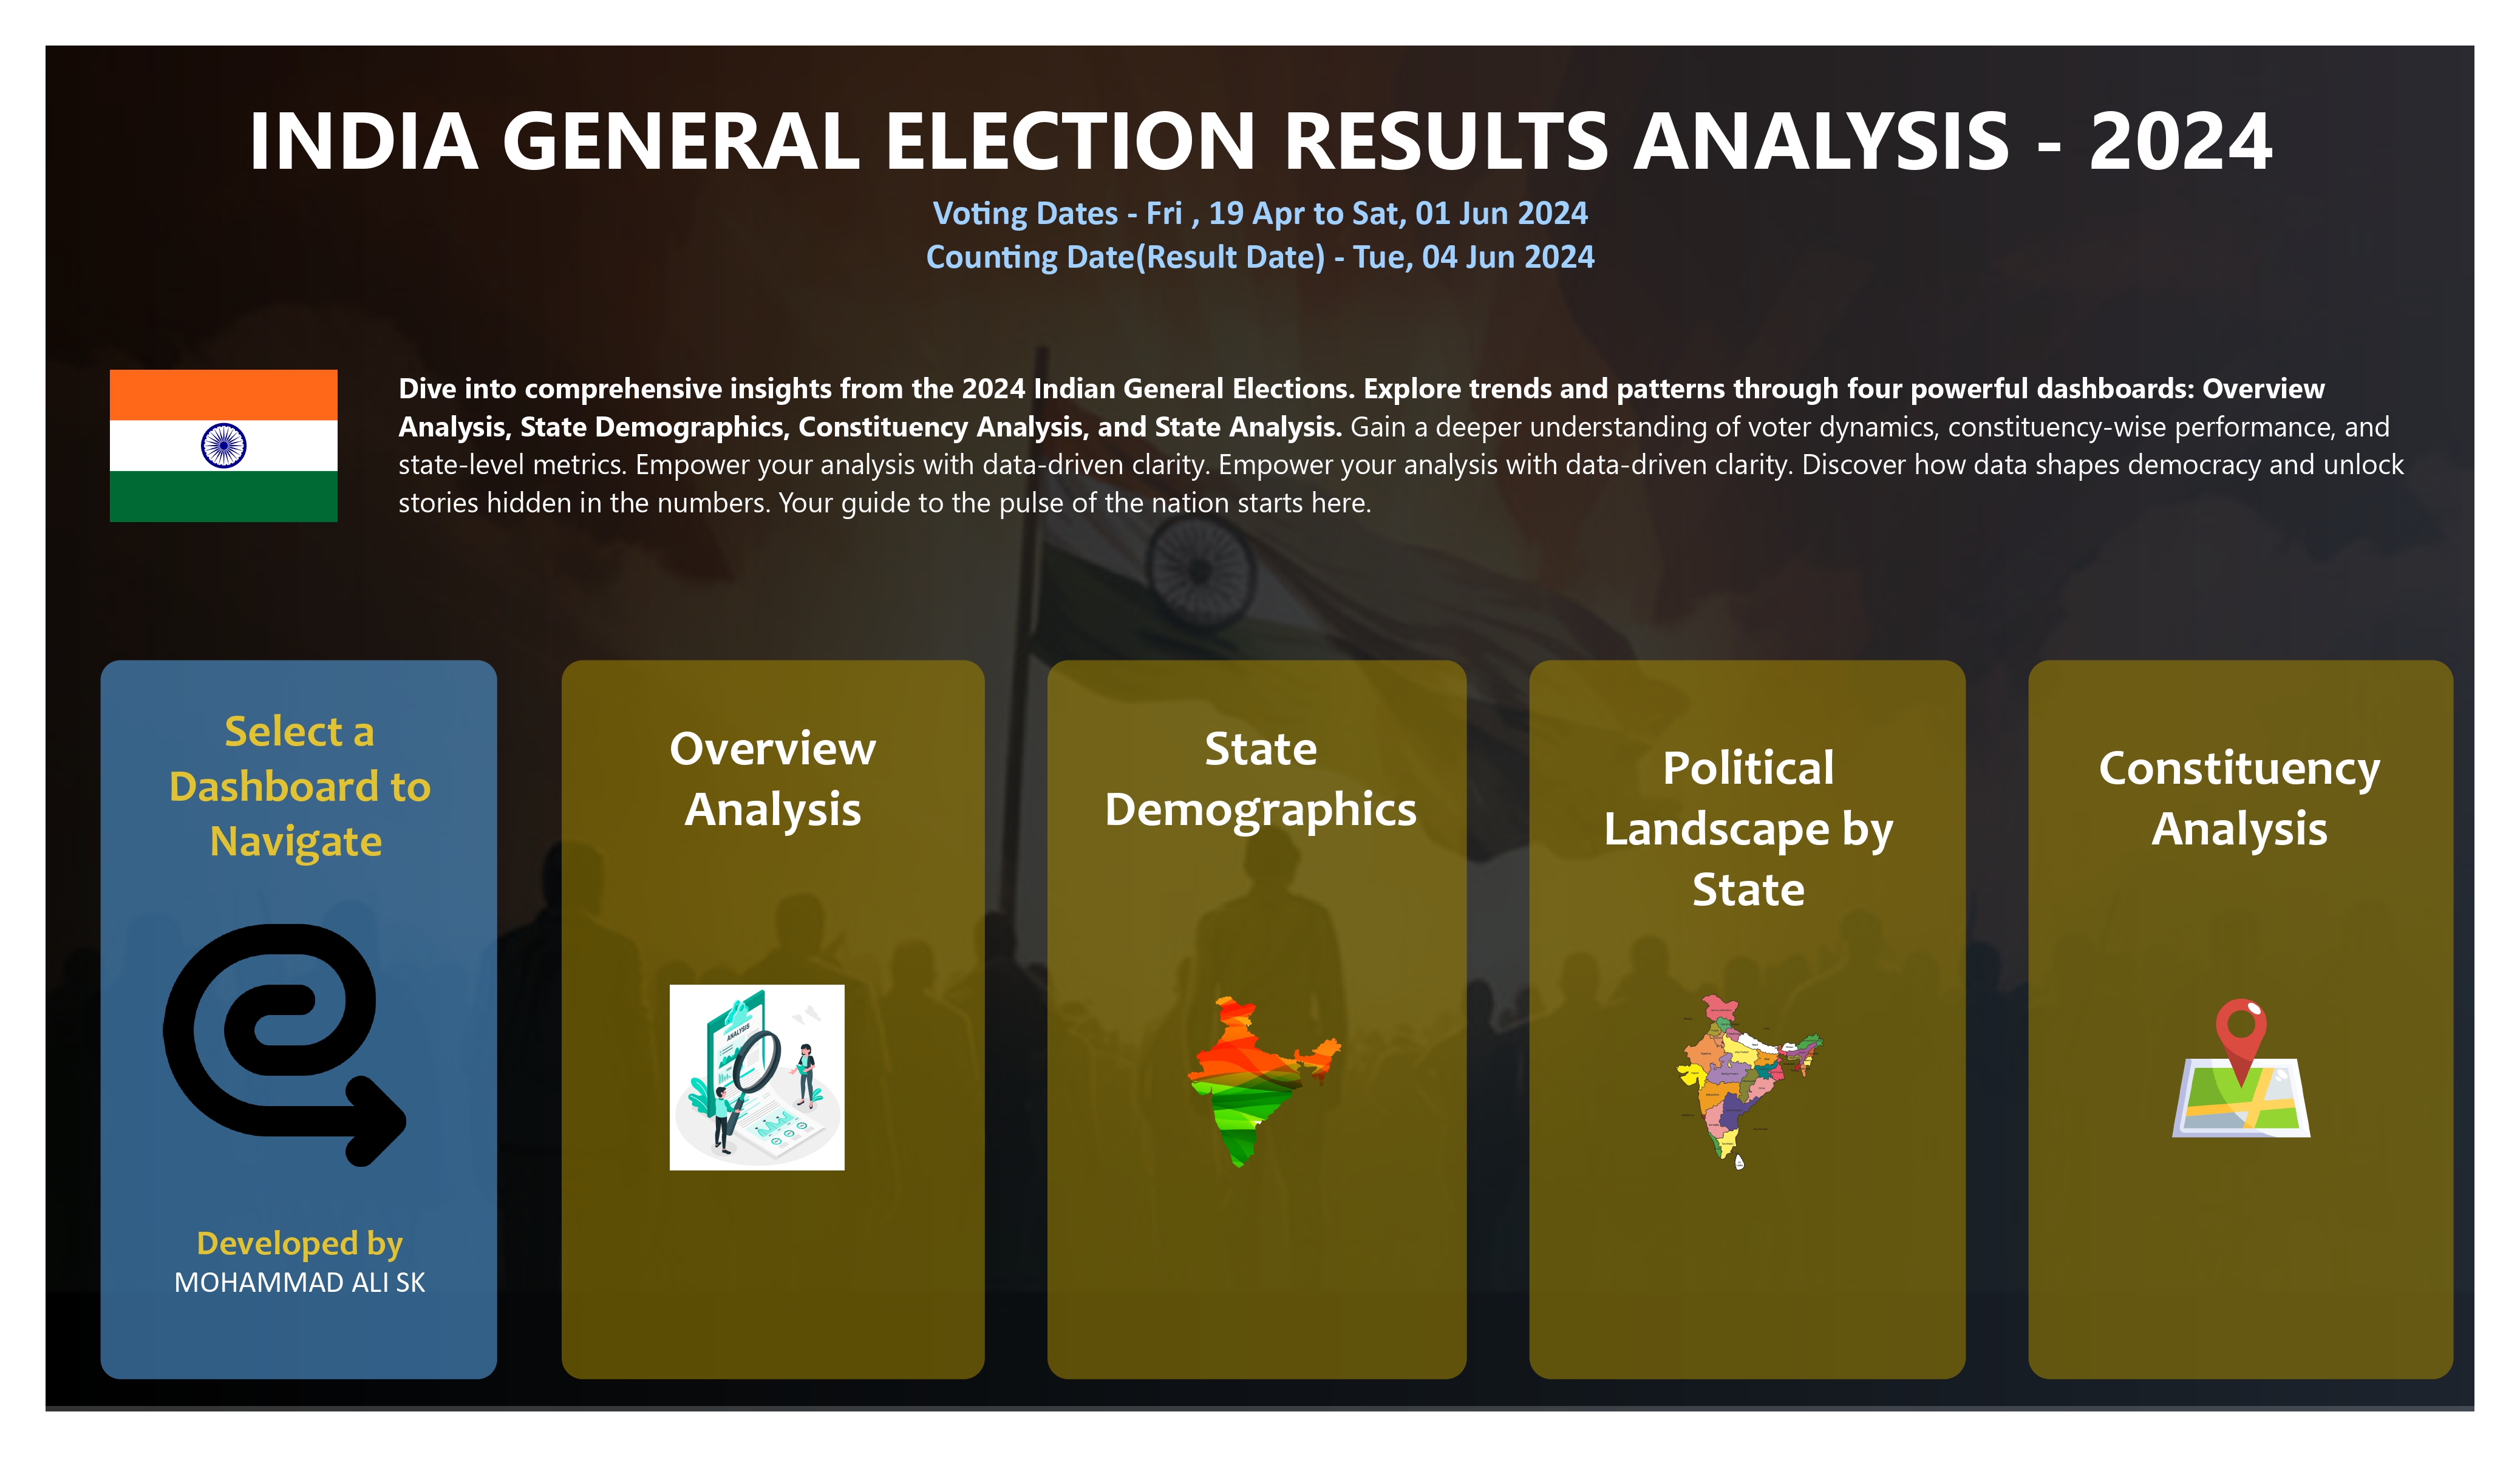 INDIA GENERAL ELECTION RESULTS ANALYSIS - 2024
Voting Dates - Fri , 19 Apr to Sat, 01 Jun 2024
Counting Date(Result Date) - Tue, 04 Jun 2024
Dive into comprehensive insights from the 2024 Indian General Elections. Explore trends and patterns through four powerful dashboards: Overview
Analysis, State Demographics, Constituency Analysis, and State Analysis. Gain a deeper understanding of voter dynamics, constituency-wise performance, and
state-level metrics. Empower your analysis with data-driven clarity. Empower your analysis with data-driven clarity. Discover how data shapes democracy and unlock
stories hidden in the numbers. Your guide to the pulse of the nation starts here.
Select a
Dashboard to
Navigate
Developed by
MOHAMMAD ALI SK
Overview
Analysis
ANALYSIS
State
Demographics
Political
Landscape by
State
Constituency
Analysis